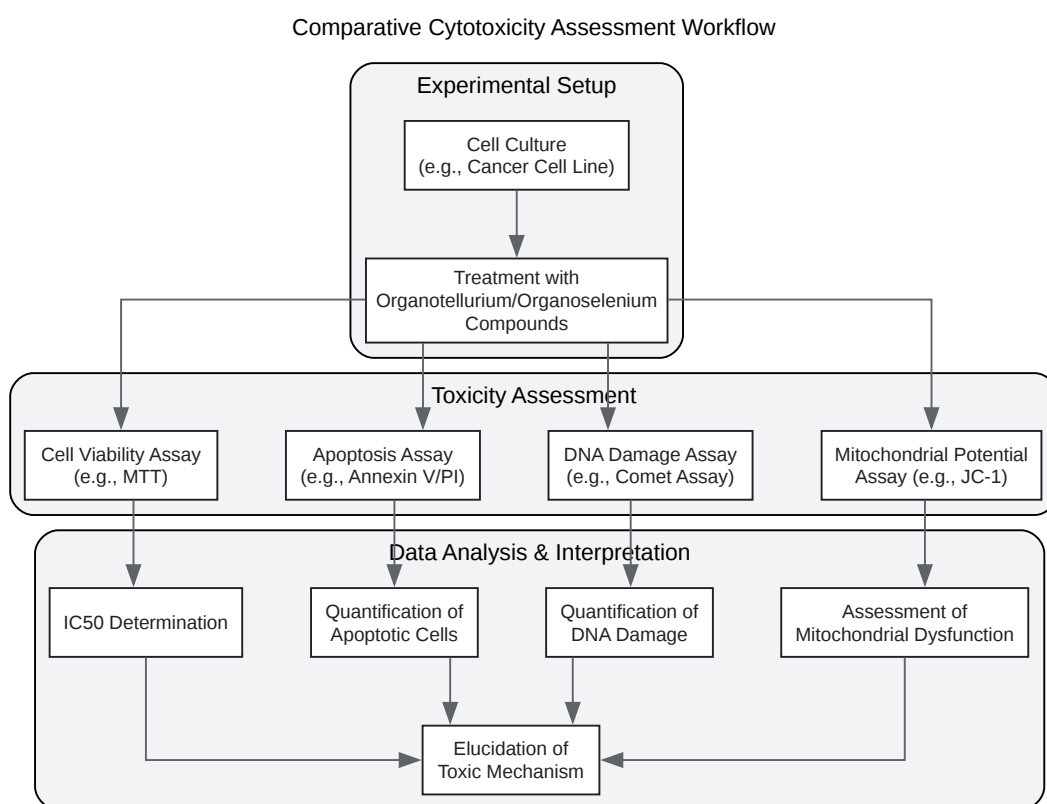 Comparative Cytotoxicity Assessment Workflow
Experimental Setup
Cell Culture
(e.g., Cancer Cell Line)
Treatment with
Organotellurium/Organoselenium
Compounds
Toxicity Assessment
Cell Viability Assay
(e.g., MTT)
Apoptosis Assay
(e.g., Annexin V/PI)
DNA Damage Assay
(e.g., Comet Assay)
Mitochondrial Potential
Assay (e.g., JC-1)
Data Analysis & Interpretation
IC50 Determination
Quantification of
Apoptotic Cells
Quantification of
DNA Damage
Assessment of
Mitochondrial Dysfunction
Elucidation of
Toxic Mechanism